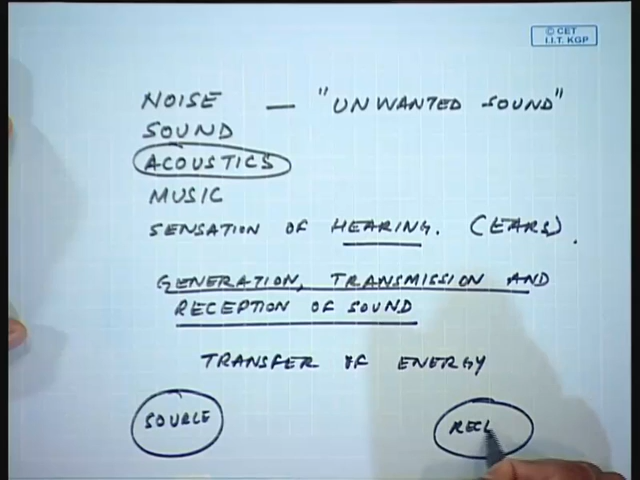 © CET
I.I.T. KGP
NOISE — "UNWANTED SOUND"
SOUND
ACOUSTICS
MUSIC
SENSATION OF HEARING. (EARS).
GENERATION, TRANSMISSION AND
RECEPTION OF SOUND
TRANSFER OF ENERGY
SOURCE RECE